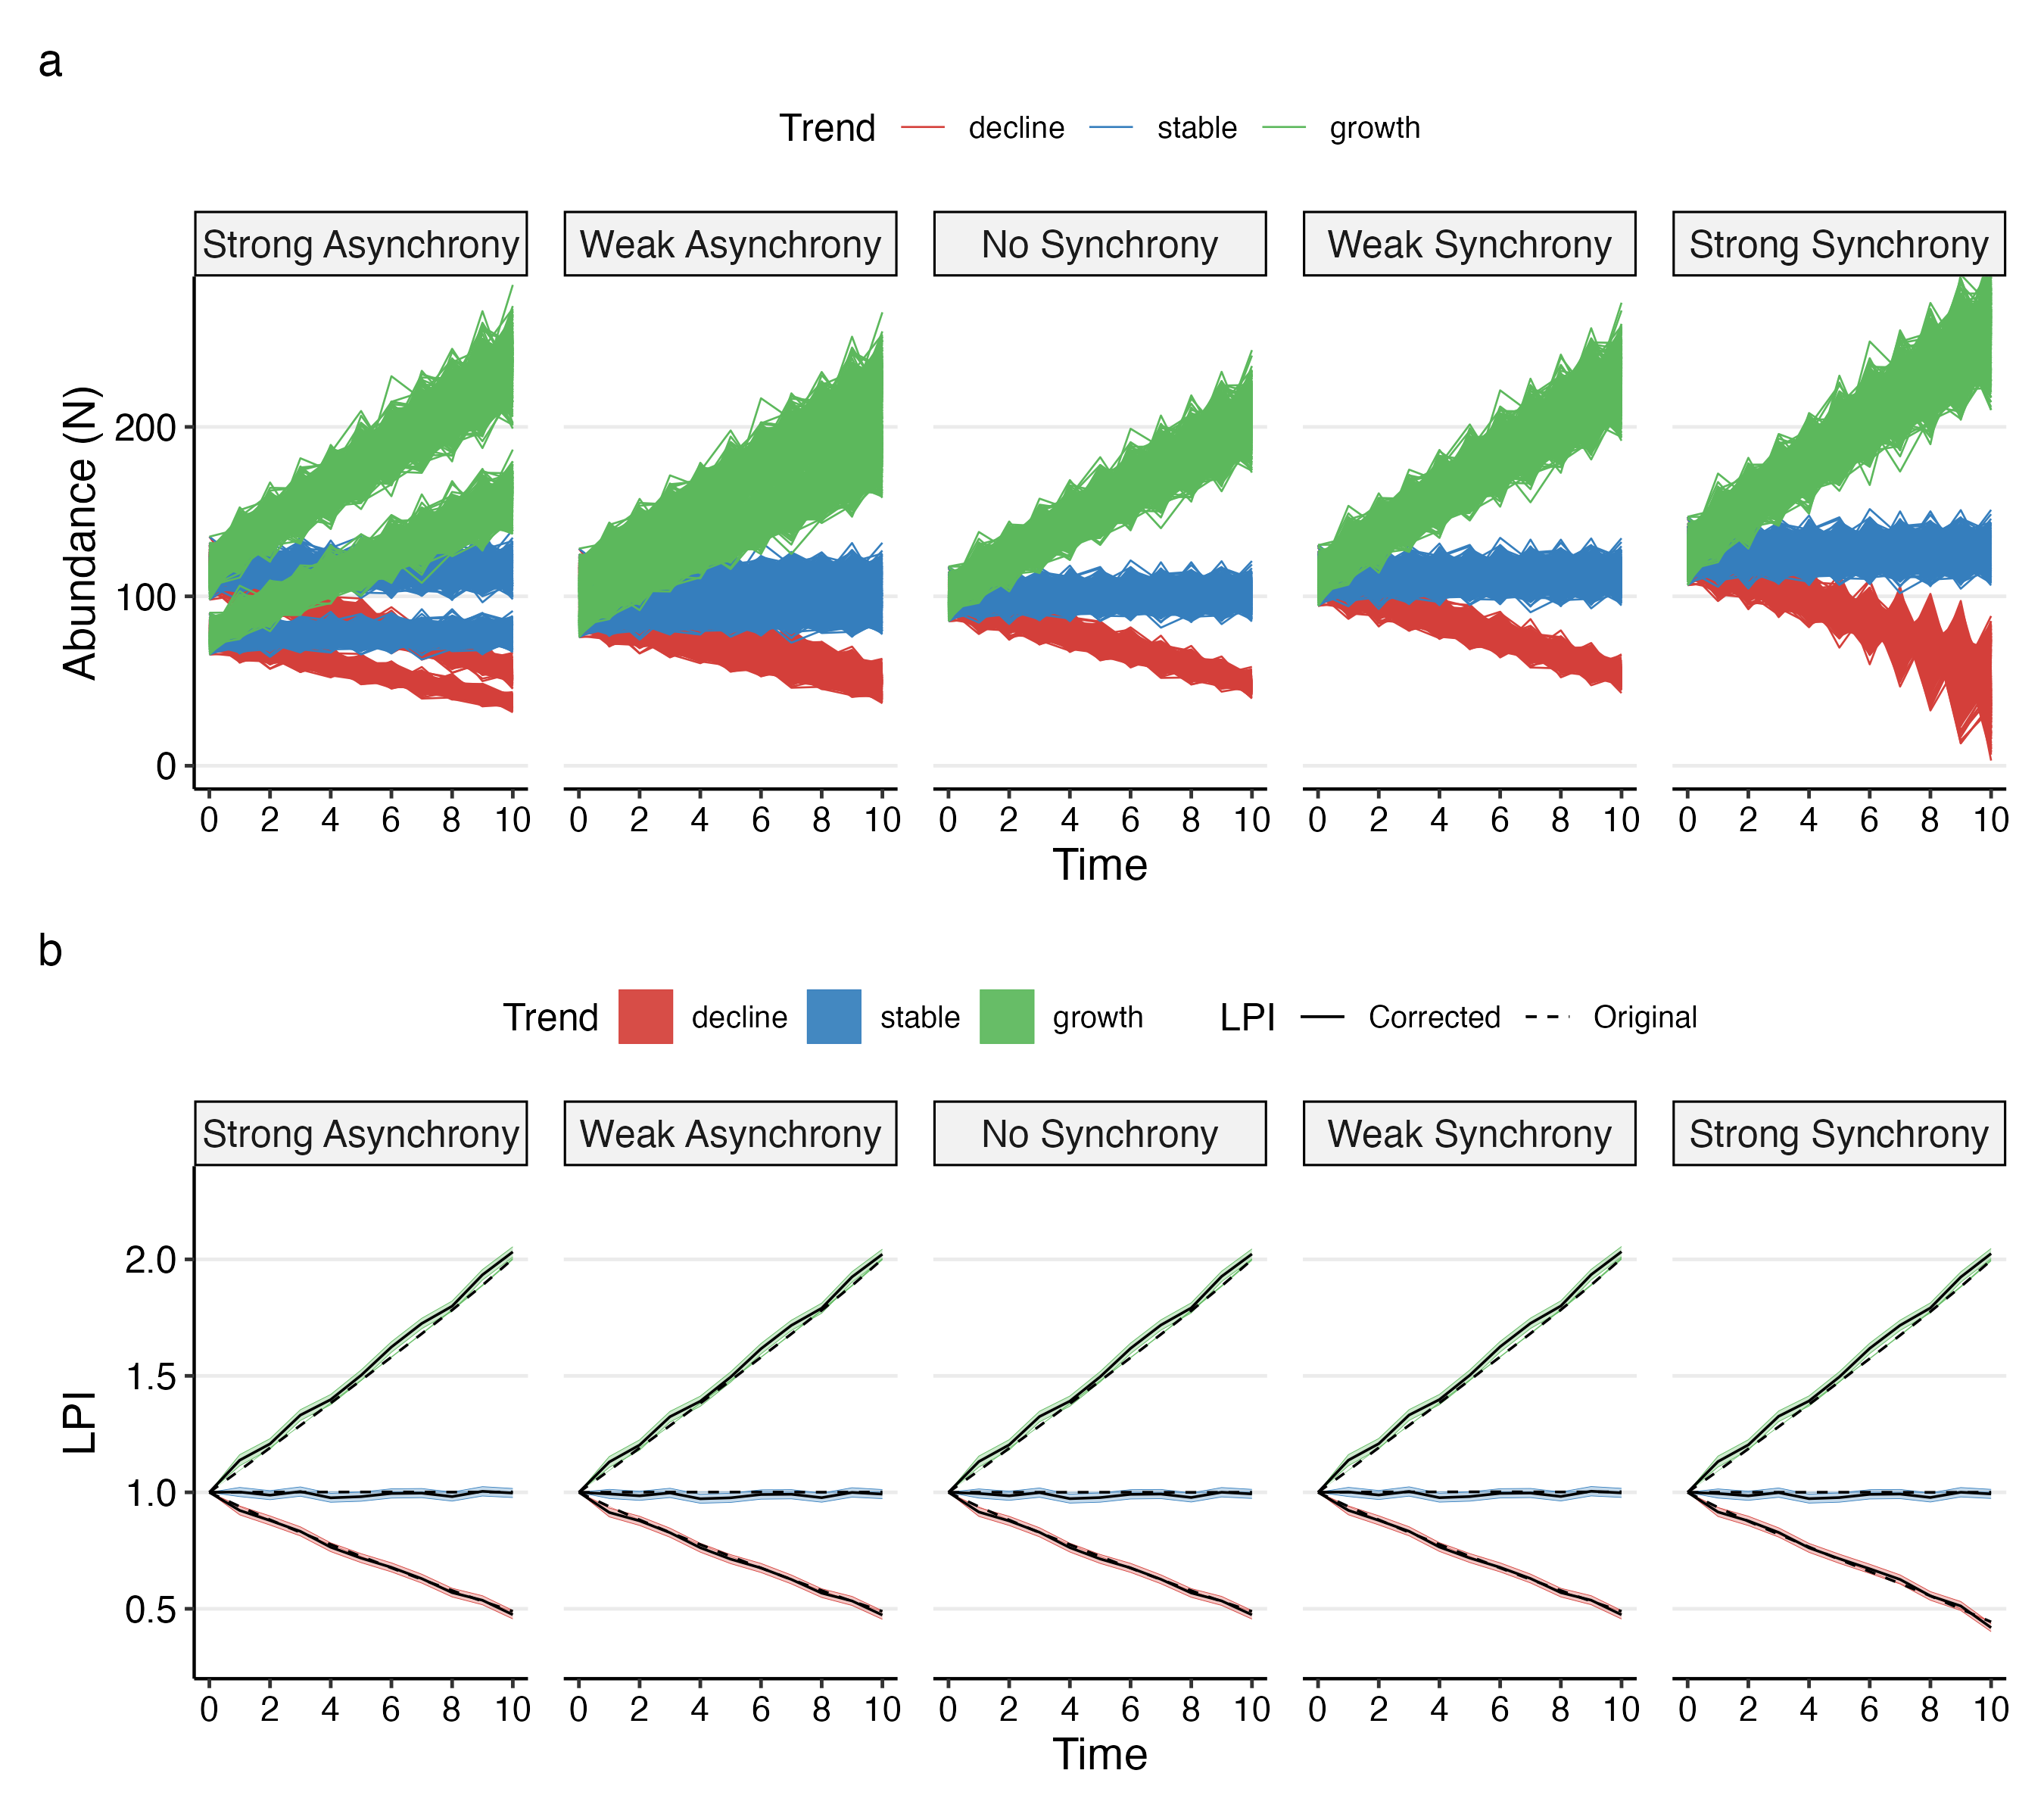 a
Trend decline stable growth
Strong Asynchrony Weak Asynchrony No Synchrony Weak Synchrony Strong Synchrony
Abundance (N)
200
100
0
0 2 4 6 8 10 0 2 4 6 8 10 0 2 4 6 8 10 0 2 4 6 8 10 0 2 4 6 8 10
Time
b
Trend decline stable growth LPI Corrected Original
Strong Asynchrony Weak Asynchrony No Synchrony Weak Synchrony Strong Synchrony
LPI
2.0
1.5
1.0
0.5
0 2 4 6 8 10 0 2 4 6 8 10 0 2 4 6 8 10 0 2 4 6 8 10 0 2 4 6 8 10
Time